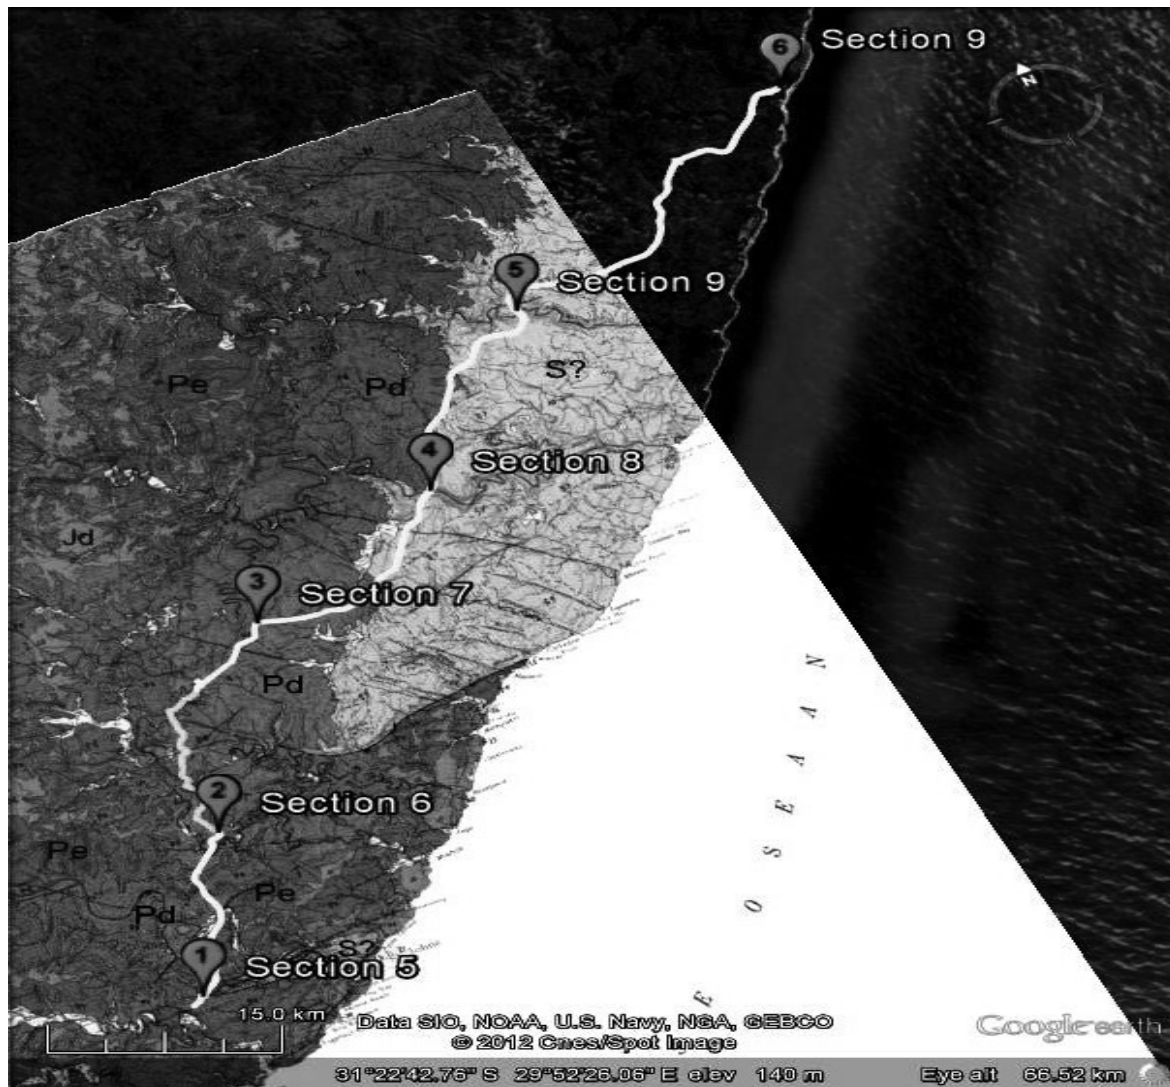 6 Section 9
N
5 Section 9
S?
Pe Pd
4 Section 8
Jd
3 Section 7
Pd
2 Section 6
Pe
Pe
Pd
S?
1 Section 5
O S E A A N
E
15.0 km
Data SIO, NOAA, U.S. Navy, NGA, GEBCO
© 2012 Cnes/Spot Image
Google earth
31°22'42.76" S 29°52'26.06" E elev 140 m Eye alt 66.52 km